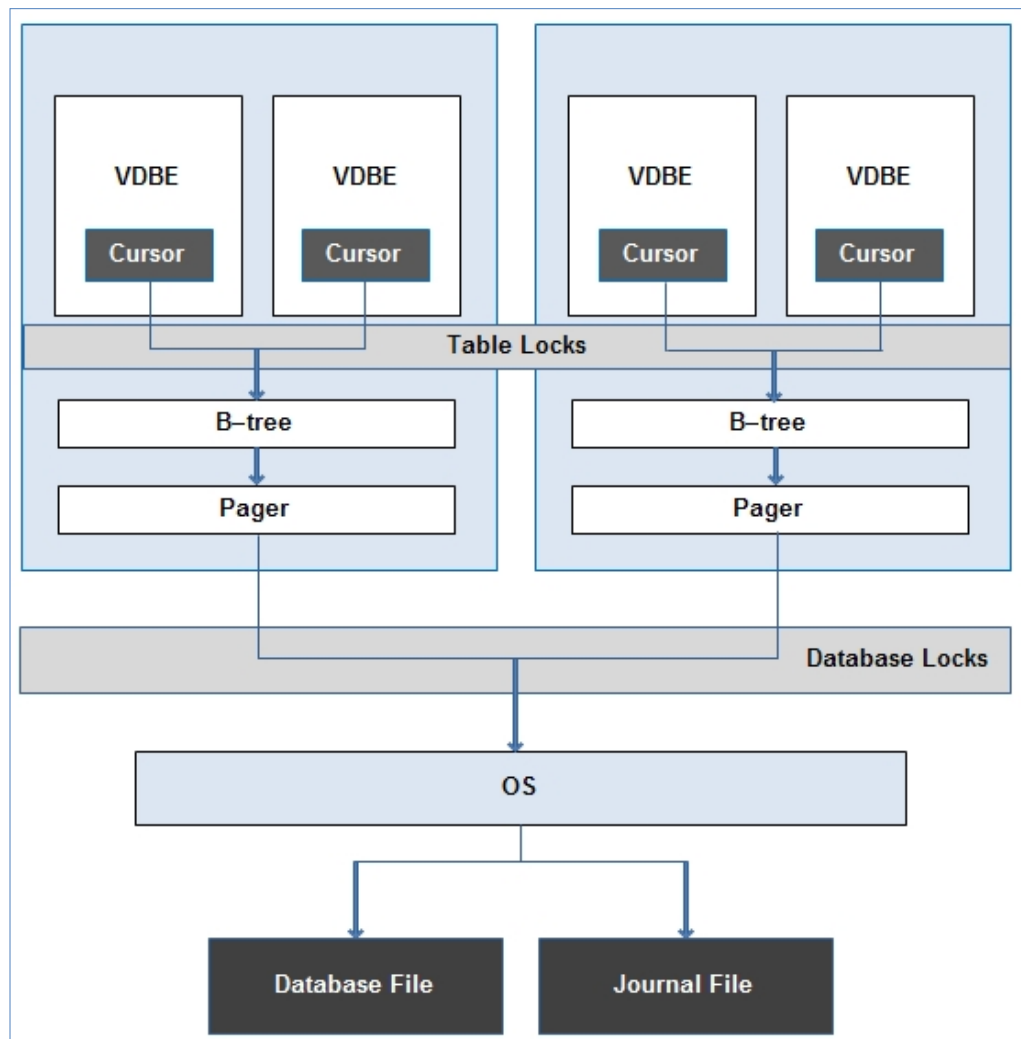 VDBE
VDBE
VDBE
VDBE
Cursor
Cursor
Cursor
Cursor
Table Locks
B–tree
B–tree
Pager
Pager
Database Locks
OS
Database File
Journal File